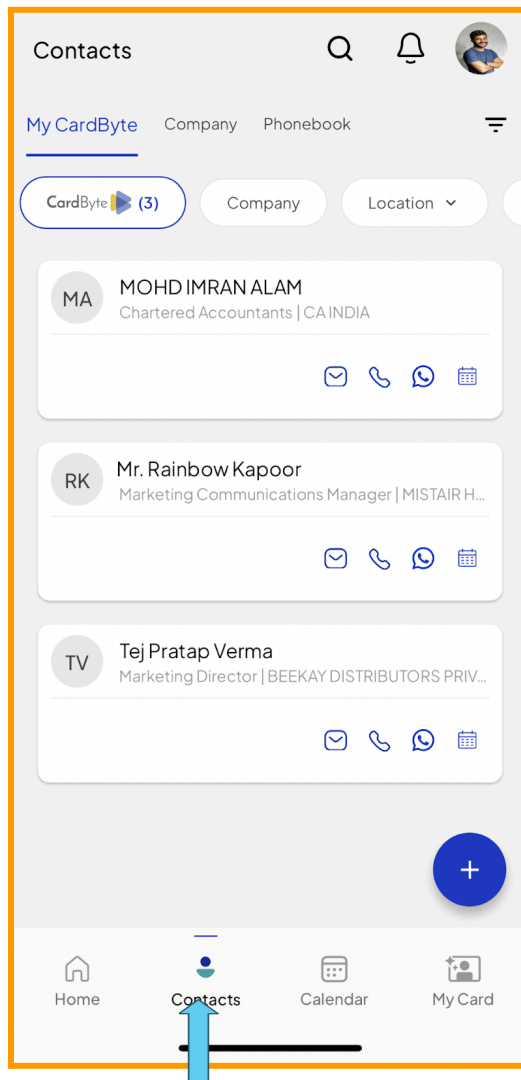 Contacts
My CardByte Company Phonebook
CardByte (3) Company Location
MA MOHD IMRAN ALAM
Chartered Accountants | CA INDIA
RK Mr. Rainbow Kapoor
Marketing Communications Manager | MISTAIR H...
TV Tej Pratap Verma
Marketing Director | BEEKAY DISTRIBUTORS PRIV...
+
Home Contacts Calendar My Card